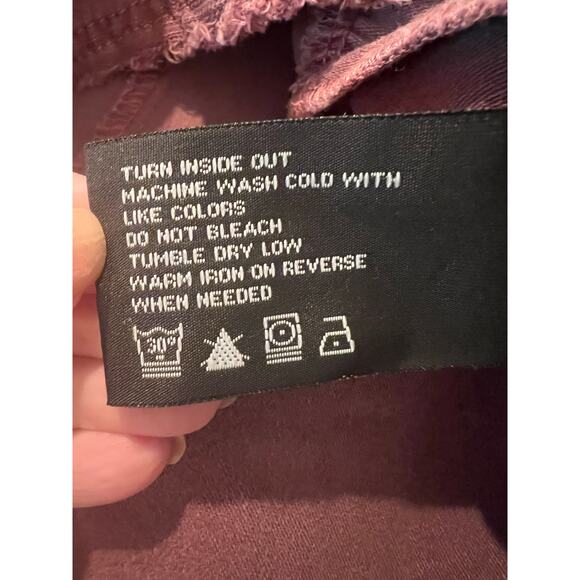 TURN INSIDE OUT
MACHINE WASH COLD WITH
LIKE COLORS
DO NOT BLEACH
TUMBLE DRY LOW
WARM IRON ON REVERSE
WHEN NEEDED
30°